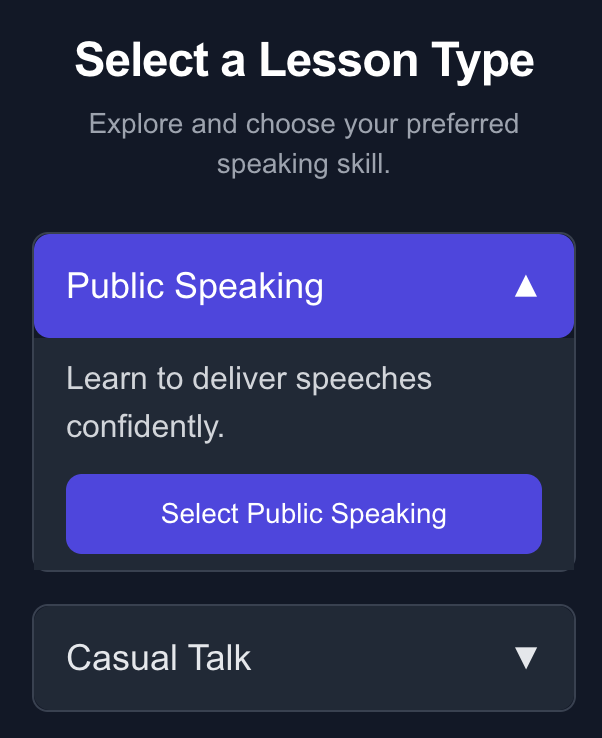 Select a Lesson Type
Explore and choose your preferred
speaking skill.
Public Speaking ▲
Learn to deliver speeches
confidently.
Select Public Speaking
Casual Talk ▼